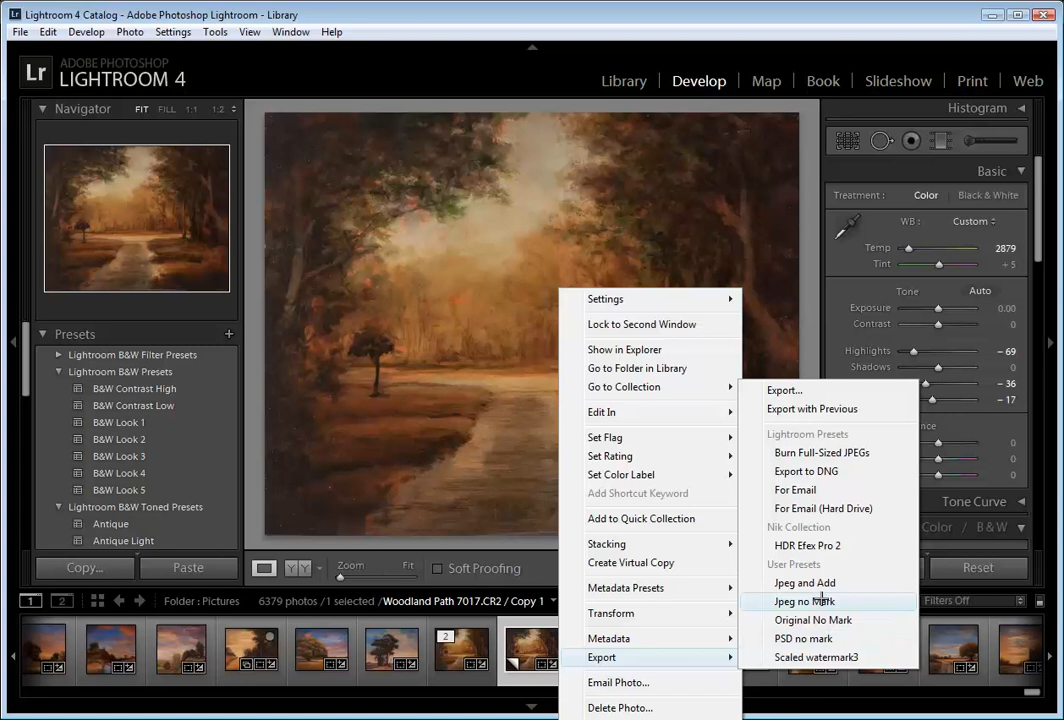 Lightroom 4 Catalog - Adobe Photoshop Lightroom - Library
File Edit Develop Photo Settings Tools View Window Help
Lr ADOBE PHOTOSHOP
LIGHTROOM 4
Library | Develop | Map | Book | Slideshow | Print | Web
Navigator FIT FILL 1:1 1:2
Histogram
Basic
Treatment : Color Black & White
WB : Custom
Temp 2879
Tint + 5
Tone Auto
Exposure 0.00
Contrast 0
Highlights - 69
Shadows 0
- 36
- 17
0
0
0
Tone Curve
Color / B & W
Reset
Presets +
Lightroom B&W Filter Presets
Lightroom B&W Presets
B&W Contrast High
B&W Contrast Low
B&W Look 1
B&W Look 2
B&W Look 3
B&W Look 4
B&W Look 5
Lightroom B&W Toned Presets
Antique
Antique Light
Copy... Paste
YY Soft Proofing
Settings
Lock to Second Window
Show in Explorer
Go to Folder in Library
Go to Collection
Edit In
Set Flag
Set Rating
Set Color Label
Add Shortcut Keyword
Add to Quick Collection
Stacking
Create Virtual Copy
Metadata Presets
Transform
Metadata
Export
Email Photo...
Delete Photo...
Export...
Export with Previous
Lightroom Presets
Burn Full-Sized JPEGs
Export to DNG
For Email
For Email (Hard Drive)
Nik Collection
HDR Efex Pro 2
User Presets
Jpeg and Add
Jpeg no Mark
Original No Mark
PSD no mark
Scaled watermark3
1 2 Folder : Pictures 6379 photos / 1 selected / Woodland Path 7017.CR2 / Copy 1
Filters Off
2